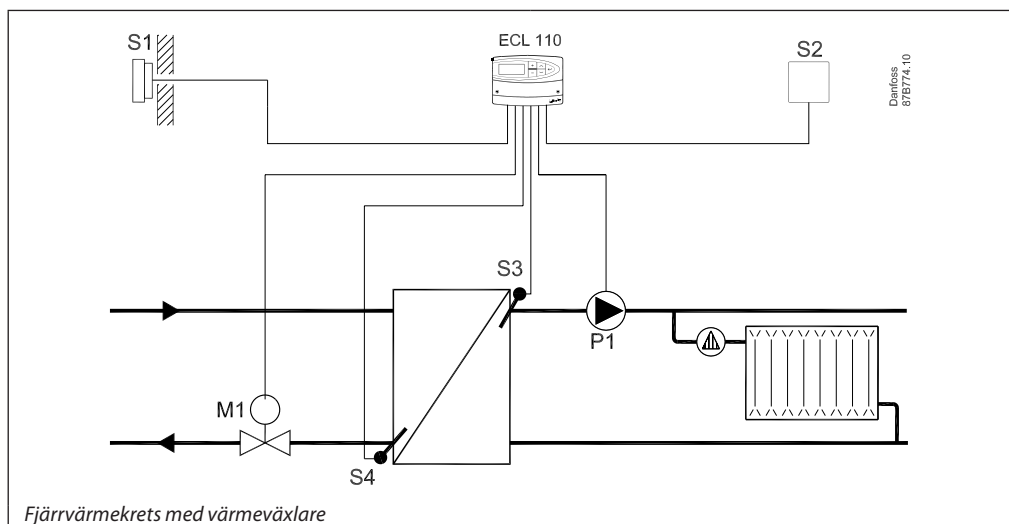 S1
ECL 110
S2
Danfoss
87B774.10
S3
P1
M1
S4
Fjärrvärmekrets med värmeväxlare